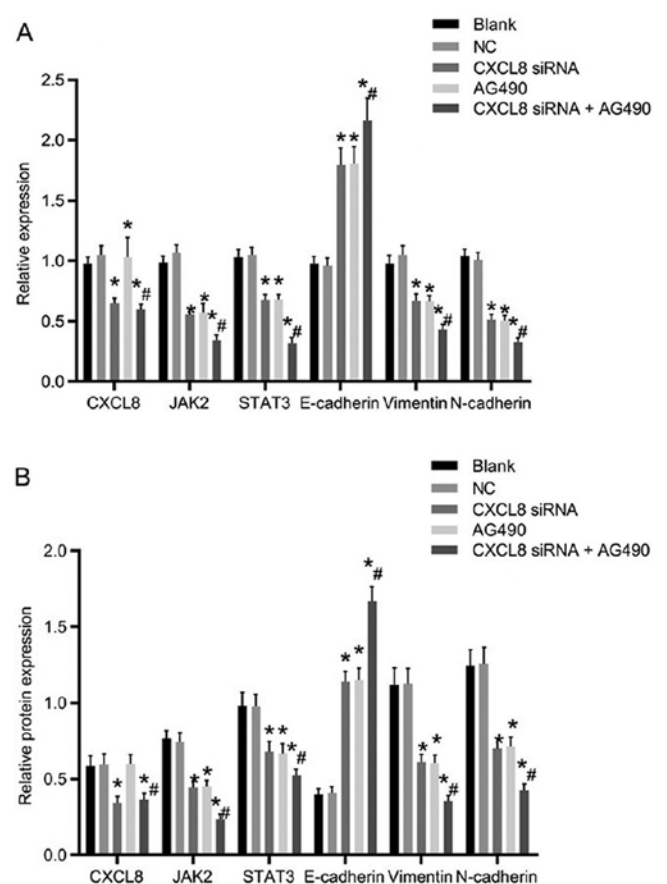 A
Blank
NC
CXCL8 siRNA
AG490
CXCL8 siRNA + AG490
Relative expression
2.5
2.0
1.5
1.0
0.5
0.0
* * * #
* * * #
* * * #
* * * #
* * * #
* * * #
CXCL8 JAK2 STAT3 E-cadherin Vimentin N-cadherin
B
Blank
NC
CXCL8 siRNA
AG490
CXCL8 siRNA + AG490
Relative protein expression
2.0
1.5
1.0
0.5
0.0
* * #
* * * #
* * * #
* * * #
* * * #
* * * #
CXCL8 JAK2 STAT3 E-cadherin Vimentin N-cadherin